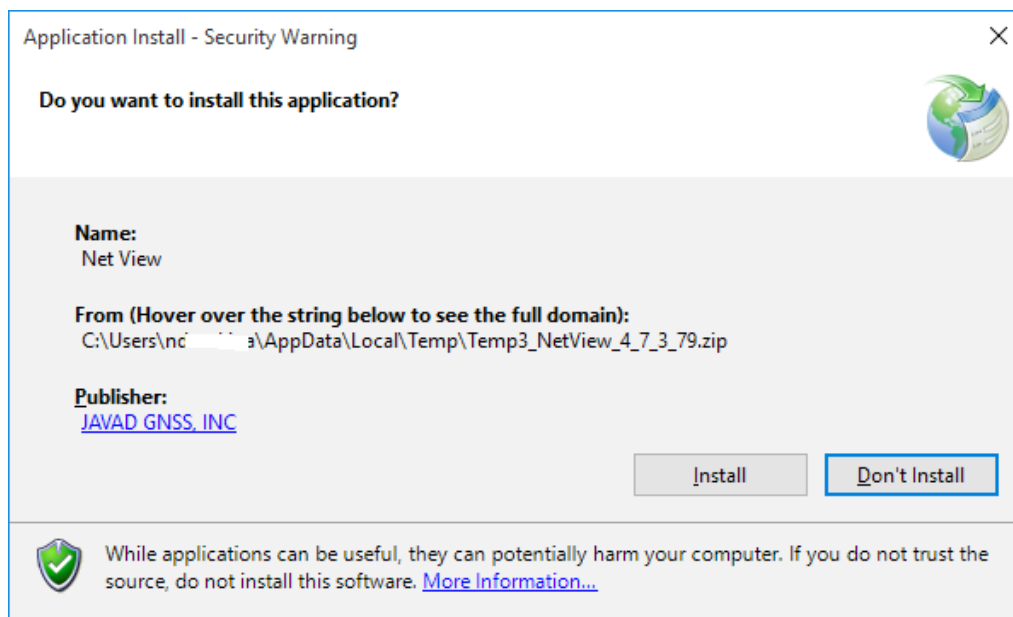 Application Install - Security Warning
Do you want to install this application?
Name:
Net View
From (Hover over the string below to see the full domain):
C:\Users\nd a\AppData\Local\Temp\Temp3_NetView_4_7_3_79.zip
Publisher:
JAVAD GNSS, INC
Install
Don't Install
While applications can be useful, they can potentially harm your computer. If you do not trust the
source, do not install this software. More Information...